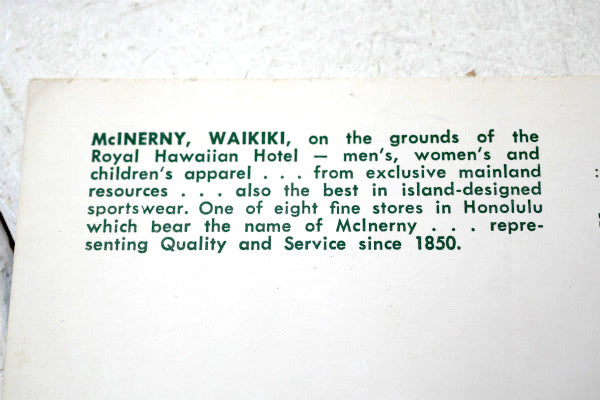 McINERNY, WAIKIKI, on the grounds of the
Royal Hawaiian Hotel — men's, women's and
children's apparel . . . from exclusive mainland
resources . . . also the best in island-designed
sportswear. One of eight fine stores in Honolulu
which bear the name of McInerny . . . repre-
senting Quality and Service since 1850.